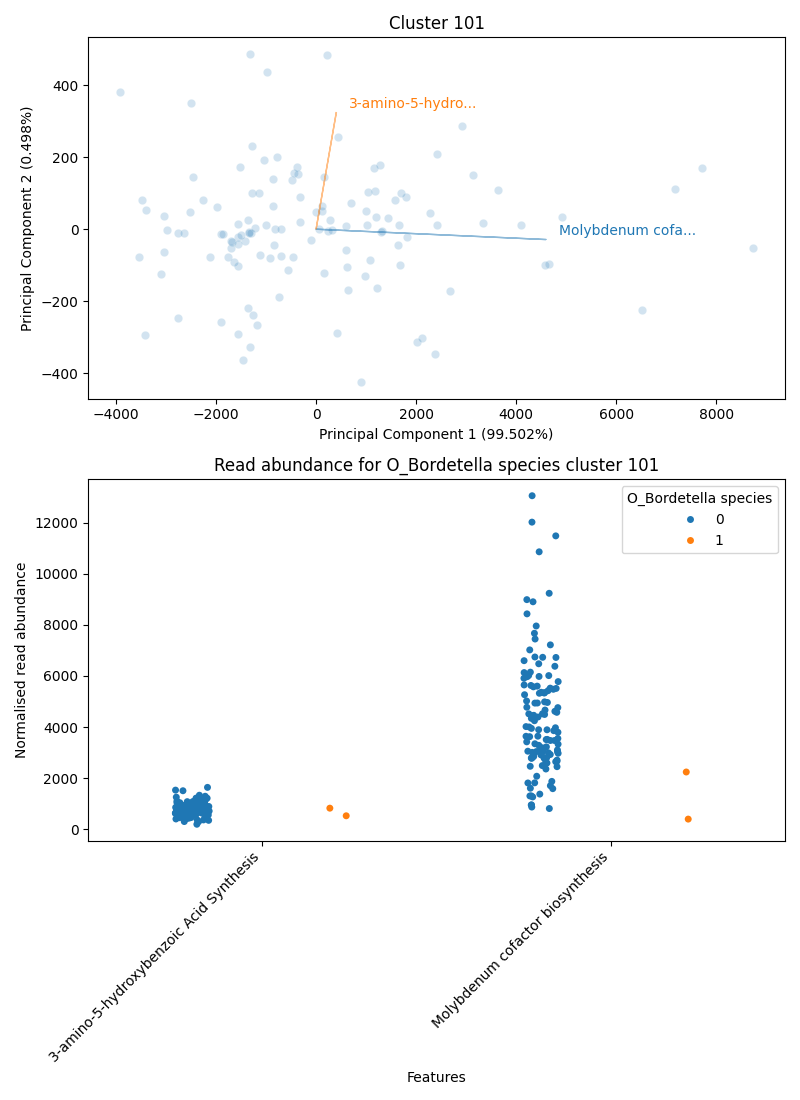 Cluster 101
400
200
0
−200
−400
Principal Component 2 (0.498%)
3-amino-5-hydro...
Molybdenum cofa...
−4000
−2000
0
2000
4000
6000
8000
Principal Component 1 (99.502%)
Read abundance for O_Bordetella species cluster 101
12000
10000
8000
6000
4000
2000
0
Normalised read abundance
O_Bordetella species
0
1
3-amino-5-hydroxybenzoic Acid Synthesis
Molybdenum cofactor biosynthesis
Features